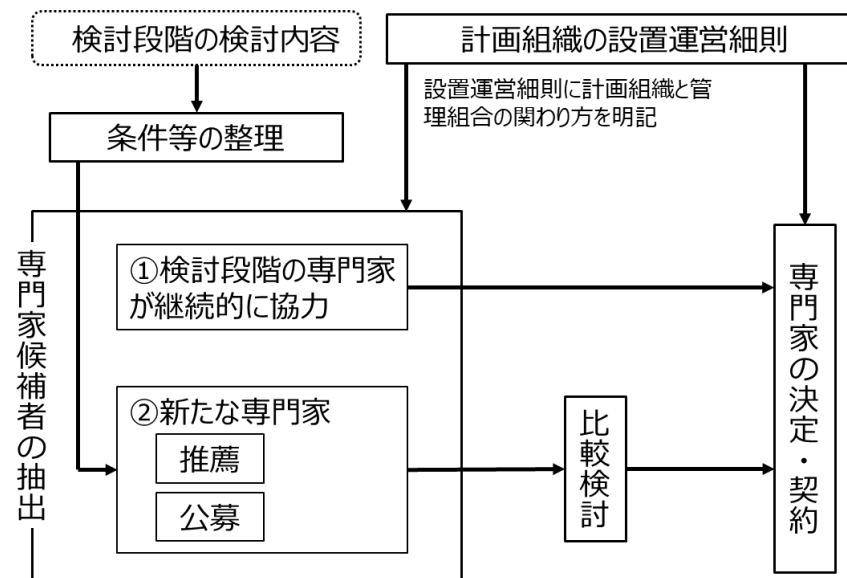 検討段階の検討内容
計画組織の設置運営細則
設置運営細則に計画組織と管
理組合の関わり方を明記
条件等の整理
専門家候補者の抽出
①検討段階の専門家
が継続的に協力
②新たな専門家
推薦
公募
比較検討
専門家の決定・契約